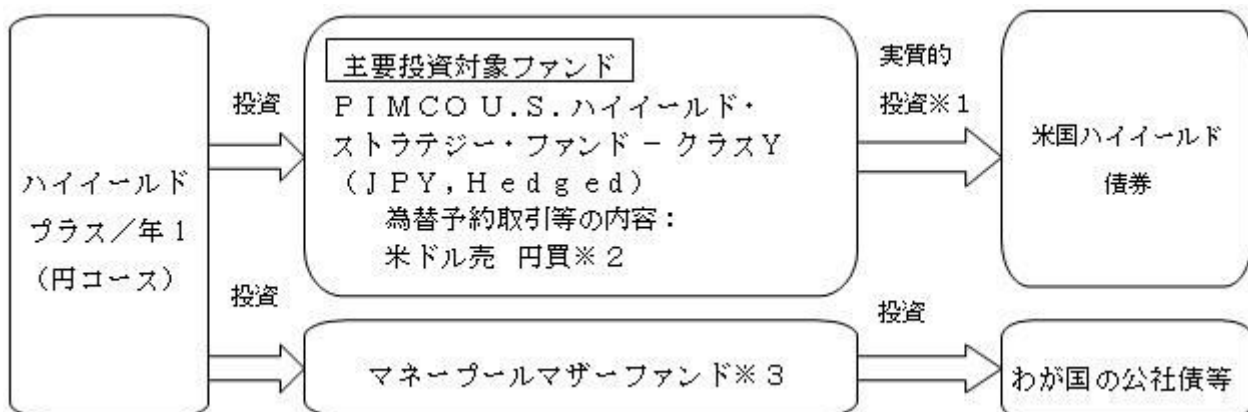 ハイイールド
プラス／年１
（円コース）
投資
主要投資対象ファンド
ＰＩＭＣＯ Ｕ.Ｓ.ハイイールド・
ストラテジー・ファンド － クラスＹ
（ＪＰＹ,Ｈｅｄｇｅｄ）
為替予約取引等の内容：
米ドル売 円買※２
実質的
投資※１
米国ハイイールド
債券
投資
マネープールマザーファンド※３
投資
わが国の公社債等